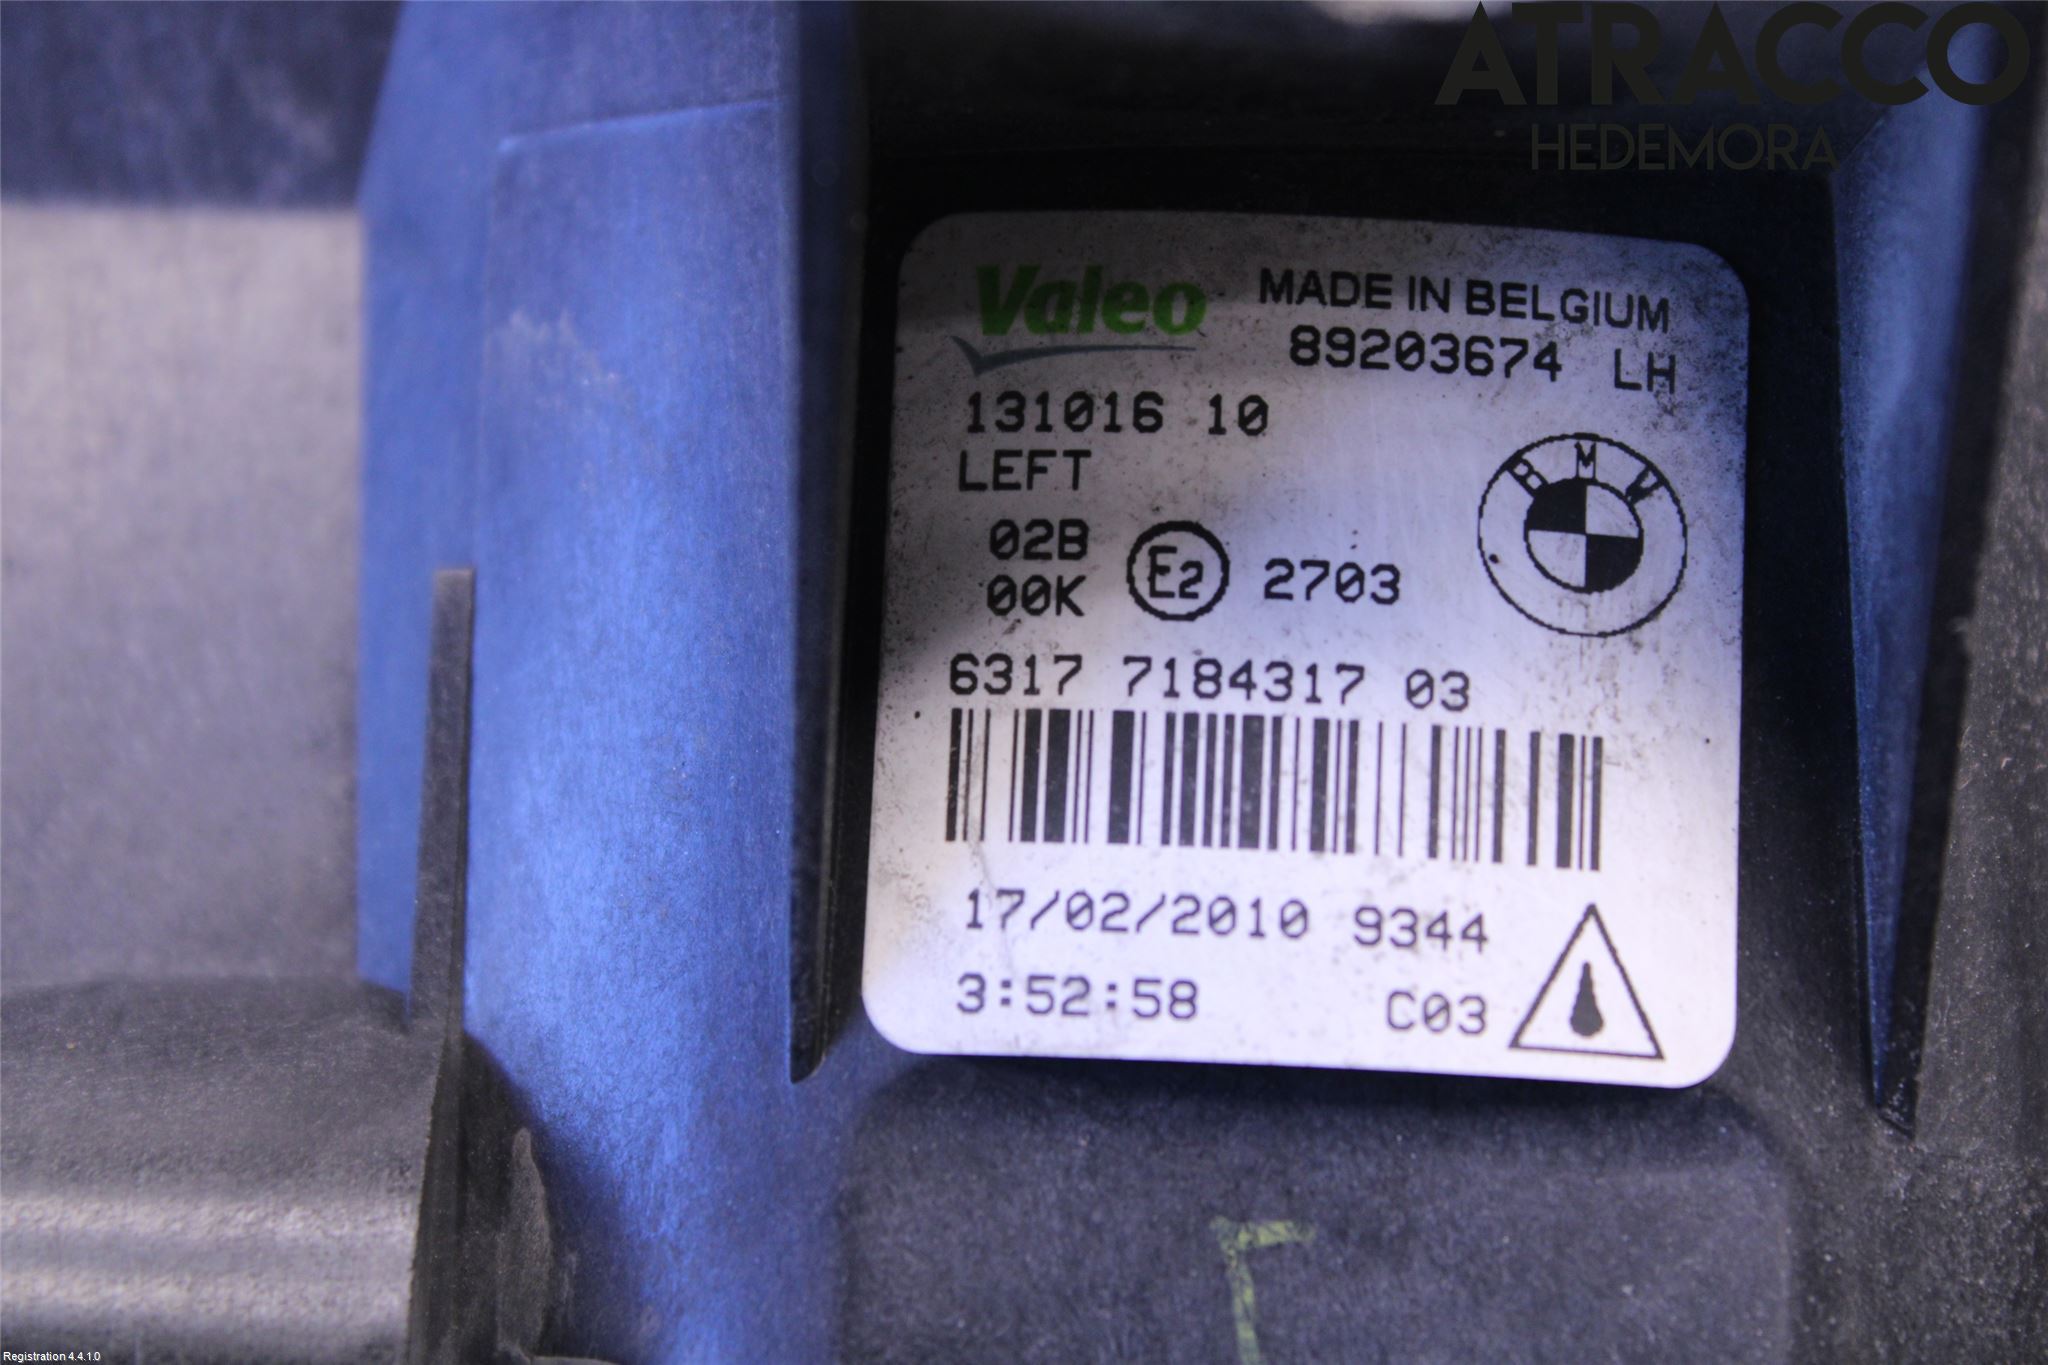 ATRACCO
HEDEMORA
Valeo MADE IN BELGIUM
89203674 LH
131016 10
LEFT
BMW
02B
00K
E2 2703
6317 7184317 03
17/02/2010 9344
3:52:58 C03
Registration 4.4.1.0